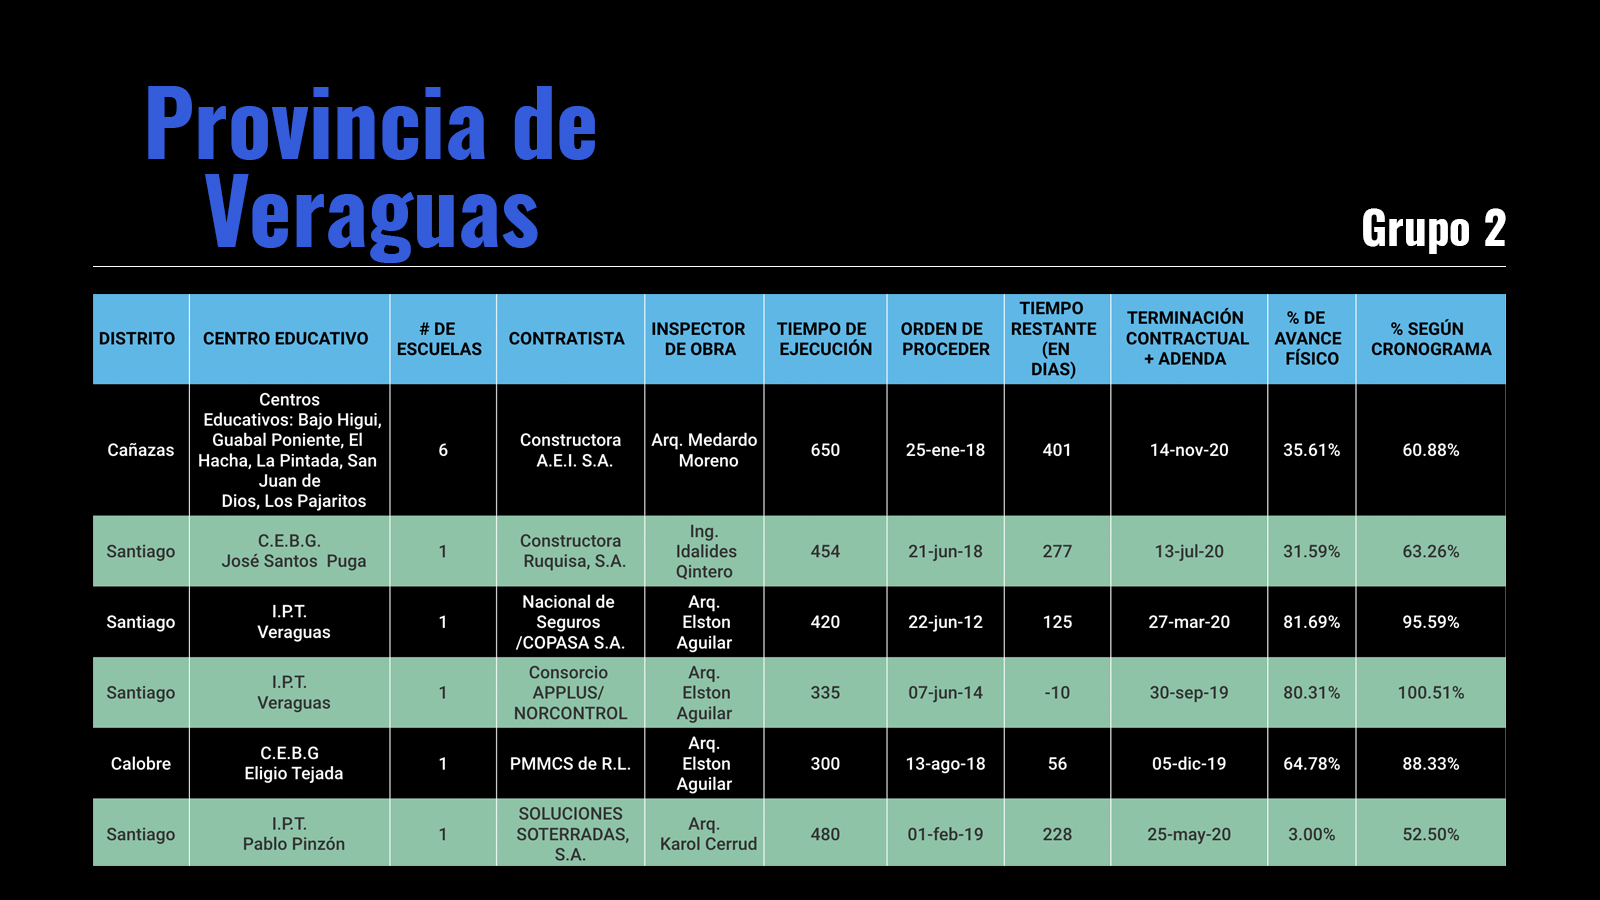 Provincia de
Veraguas
Grupo 2
DISTRITO
CENTRO EDUCATIVO
# DE
ESCUELAS
CONTRATISTA
INSPECTOR
DE OBRA
TIEMPO DE
EJECUCIÓN
ORDEN DE
PROCEDER
TIEMPO
RESTANTE
(EN
DIAS)
TERMINACIÓN
CONTRACTUAL
+ ADENDA
% DE
AVANCE
FÍSICO
% SEGÚN
CRONOGRAMA
Cañazas
Centros
Educativos: Bajo Higui,
Guabal Poniente, El
Hacha, La Pintada, San
Juan de
Dios, Los Pajaritos
6
Constructora
A.E.I. S.A.
Arq. Medardo
Moreno
650
25-ene-18
401
14-nov-20
35.61%
60.88%
Santiago
C.E.B.G.
José Santos Puga
1
Constructora
Ruquisa, S.A.
Ing.
Idalides
Qintero
454
21-jun-18
277
13-jul-20
31.59%
63.26%
Santiago
I.P.T.
Veraguas
1
Nacional de
Seguros
/COPASA S.A.
Arq.
Elston
Aguilar
420
22-jun-12
125
27-mar-20
81.69%
95.59%
Santiago
I.P.T.
Veraguas
1
Consorcio
APPLUS/
NORCONTROL
Arq.
Elston
Aguilar
335
07-jun-14
-10
30-sep-19
80.31%
100.51%
Calobre
C.E.B.G
Eligio Tejada
1
PMMCS de R.L.
Arq.
Elston
Aguilar
300
13-ago-18
56
05-dic-19
64.78%
88.33%
Santiago
I.P.T.
Pablo Pinzón
1
SOLUCIONES
SOTERRADAS,
S.A.
Arq.
Karol Cerrud
480
01-feb-19
228
25-may-20
3.00%
52.50%